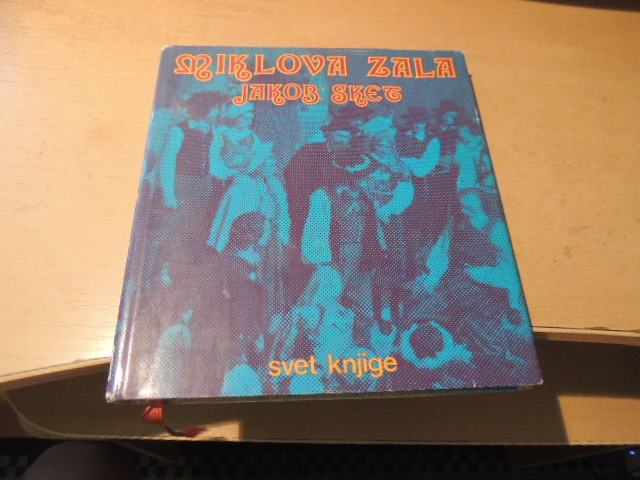 MIKLOVA ZALA
JAKOB SKET
svet knjige